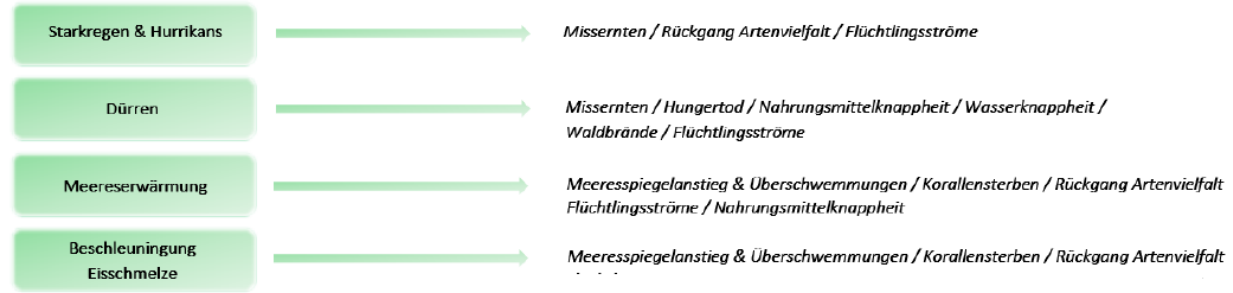 Starkregen & Hurrikans
Missernten / Rückgang Artenvielfalt / Flüchtlingsströme
Dürren
Missernten / Hungertod / Nahrungsmittelknappheit / Wasserknappheit /
Waldbrände / Flüchtlingsströme
Meereserwärmung
Meeresspiegelanstieg & Überschwemmungen / Korallensterben / Rückgang Artenvielfalt
Flüchtlingsströme / Nahrungsmittelknappheit
Beschleuningung
Eisschmelze
Meeresspiegelanstieg & Überschwemmungen / Korallensterben / Rückgang Artenvielfalt